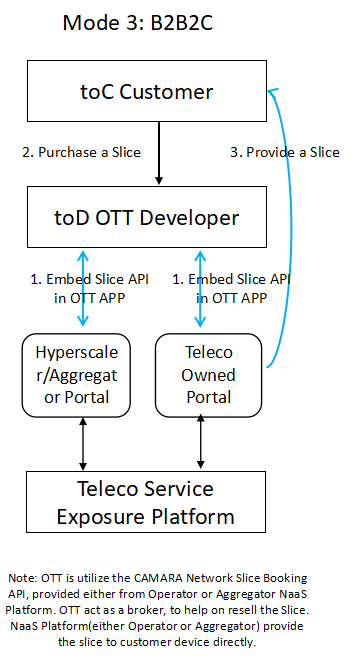 Mode 3: B2B2C
toC Customer
2. Purchase a Slice
3. Provide a Slice
toD OTT Developer
1. Embed Slice API
in OTT APP
1. Embed Slice API
in OTT APP
Hyperscale
r/Aggregat
or Portal
Teleco
Owned
Portal
Teleco Service
Exposure Platform
Note: OTT is utilize the CAMARA Network Slice Booking
API, provided either from Operator or Aggregator NaaS
Platform. OTT act as a broker, to help on resell the Slice.
NaaS Platform(either Operator or Aggregator) provide
the slice to customer device directly.